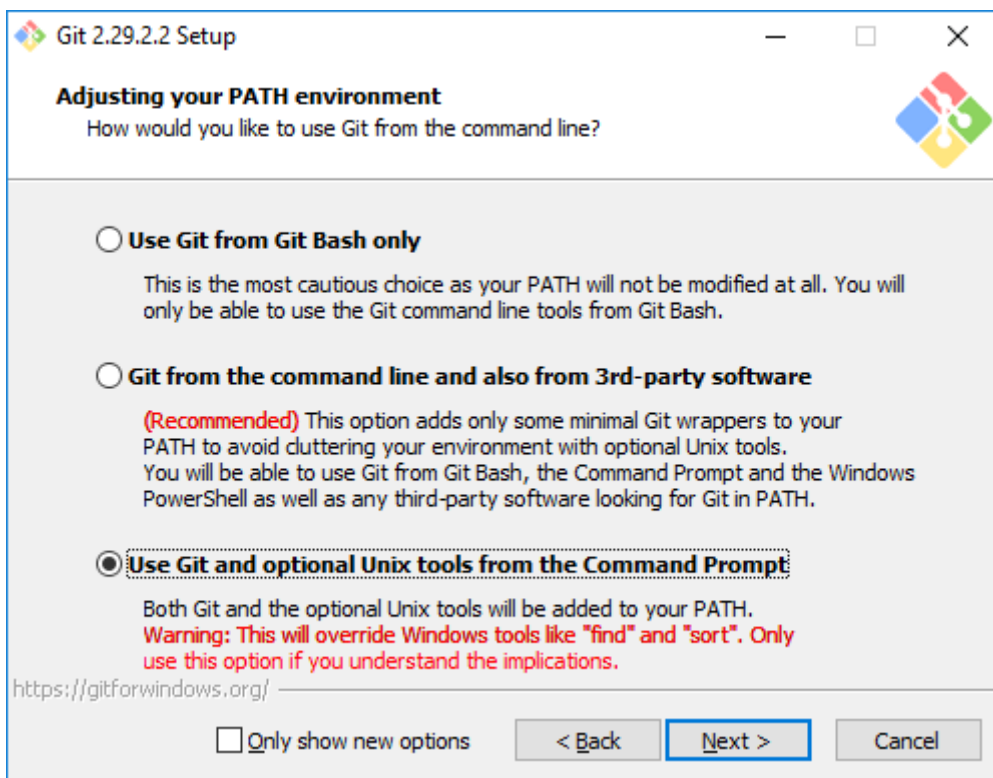 Git 2.29.2.2 Setup
Adjusting your PATH environment
How would you like to use Git from the command line?
Use Git from Git Bash only
This is the most cautious choice as your PATH will not be modified at all. You will
only be able to use the Git command line tools from Git Bash.
Git from the command line and also from 3rd-party software
(Recommended) This option adds only some minimal Git wrappers to your
PATH to avoid cluttering your environment with optional Unix tools.
You will be able to use Git from Git Bash, the Command Prompt and the Windows
PowerShell as well as any third-party software looking for Git in PATH.
Use Git and optional Unix tools from the Command Prompt
Both Git and the optional Unix tools will be added to your PATH.
Warning: This will override Windows tools like "find" and "sort". Only
use this option if you understand the implications.
https://gitforwindows.org/
Only show new options
< Back
Next >
Cancel